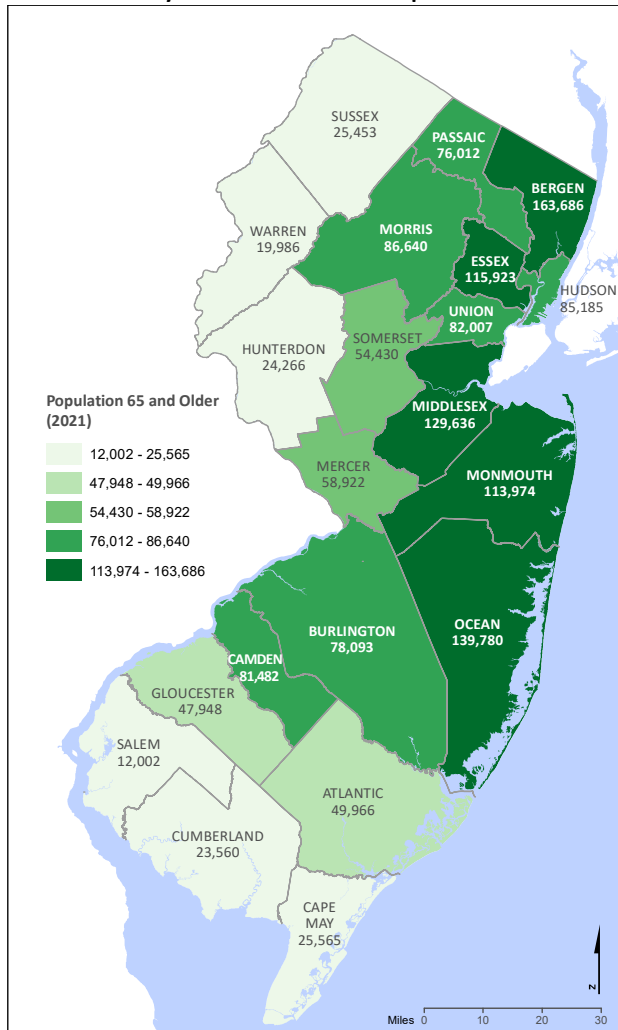 SUSSEX
25,453
PASSAIC
76,012
BERGEN
163,686
WARREN
19,986
MORRIS
86,640
ESSEX
115,923
HUDSON
85,185
UNION
82,007
HUNTERDON
24,266
SOMERSET
54,430
Population 65 and Older
(2021)
12,002 - 25,565
47,948 - 49,966
54,430 - 58,922
76,012 - 86,640
113,974 - 163,686
MIDDLESEX
129,636
MERCER
58,922
MONMOUTH
113,974
OCEAN
139,780
BURLINGTON
78,093
CAMDEN
81,482
GLOUCESTER
47,948
SALEM
12,002
ATLANTIC
49,966
CUMBERLAND
23,560
CAPE
MAY
25,565
N
Miles 0 10 20 30